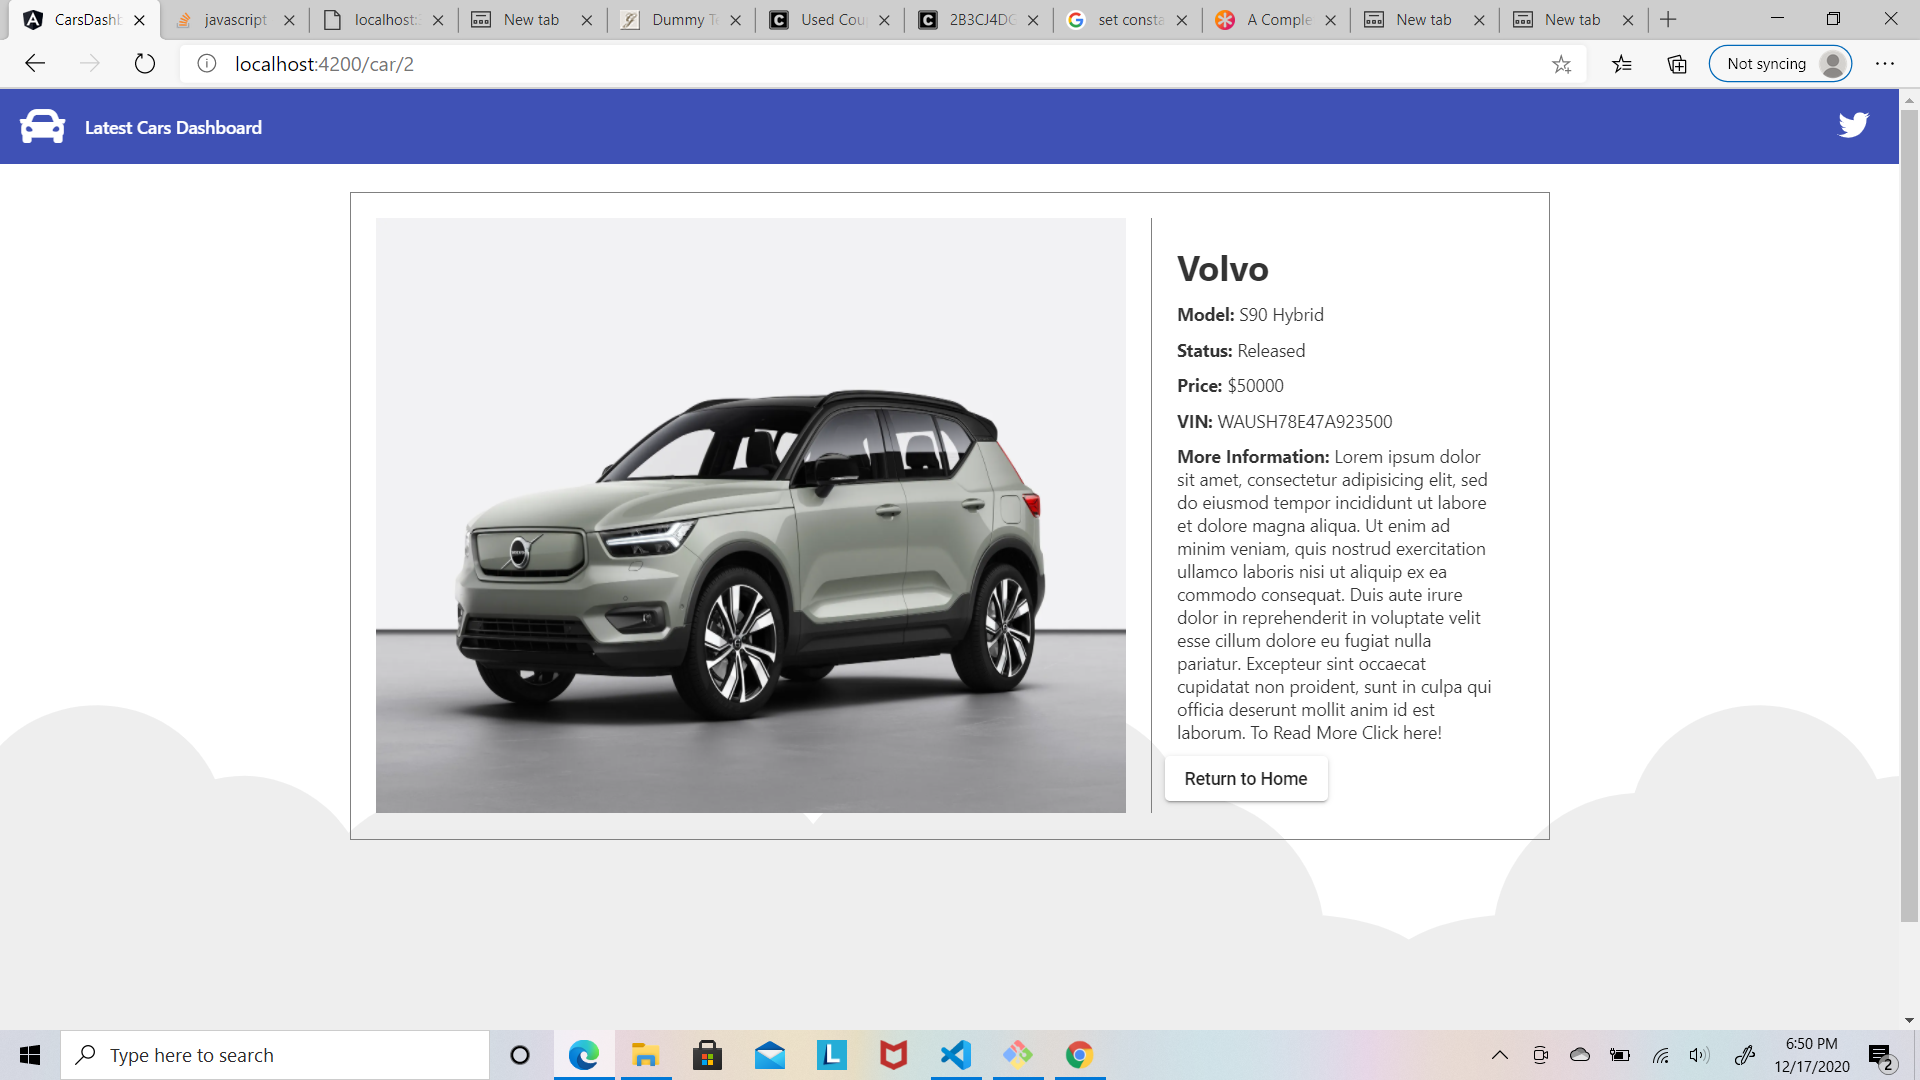 CarsDashb
javascript
localhost:
New tab
Dummy Te
Used Cou
2B3CJ4DG
set consta
A Comple
New tab
New tab
localhost:4200/car/2
Not syncing
Latest Cars Dashboard
Volvo
Model: S90 Hybrid
Status: Released
Price: $50000
VIN: WAUSH78E47A923500
More Information: Lorem ipsum dolor
sit amet, consectetur adipisicing elit, sed
do eiusmod tempor incididunt ut labore
et dolore magna aliqua. Ut enim ad
minim veniam, quis nostrud exercitation
ullamco laboris nisi ut aliquip ex ea
commodo consequat. Duis aute irure
dolor in reprehenderit in voluptate velit
esse cillum dolore eu fugiat nulla
pariatur. Excepteur sint occaecat
cupidatat non proident, sunt in culpa qui
officia deserunt mollit anim id est
laborum. To Read More Click here!
Return to Home
Type here to search
L
6:50 PM
12/17/2020
2